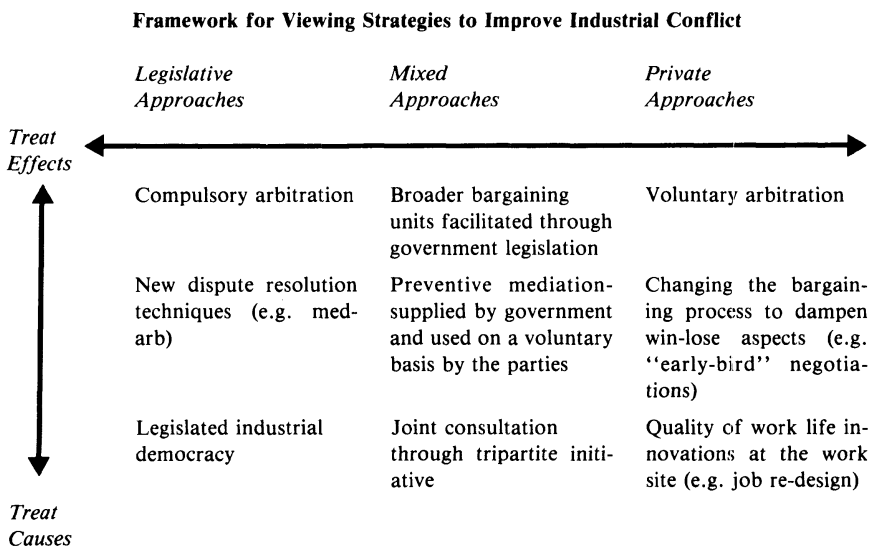 Framework for Viewing Strategies to Improve Industrial Conflict
Legislative
Approaches
Mixed
Approaches
Private
Approaches
Treat
Effects
Compulsory arbitration
Broader bargaining
units facilitated through
government legislation
Voluntary arbitration
New dispute resolution
techniques (e.g. med-
arb)
Preventive mediation-
supplied by government
and used on a voluntary
basis by the parties
Changing the bargain-
ing process to dampen
win-lose aspects (e.g.
‘‘early-bird’’ negotia-
tions)
Legislated industrial
democracy
Joint consultation
through tripartite initi-
ative
Quality of work life in-
novations at the work
site (e.g. job re-design)
Treat
Causes